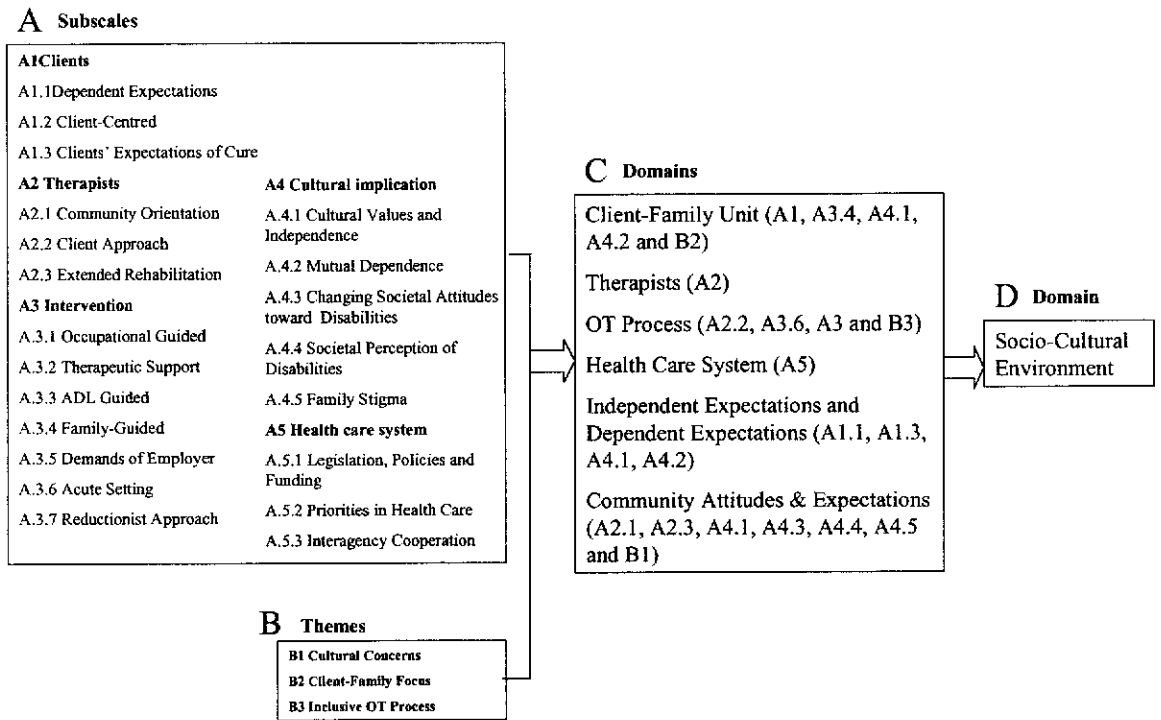 A Subscales
A1Clients
A1.1Dependent Expectations
A1.2 Client-Centred
A1.3 Clients' Expectations of Cure
A2 Therapists
A2.1 Community Orientation
A2.2 Client Approach
A2.3 Extended Rehabilitation
A3 Intervention
A.3.1 Occupational Guided
A.3.2 Therapeutic Support
A.3.3 ADL Guided
A.3.4 Family-Guided
A.3.5 Demands of Employer
A.3.6 Acute Setting
A.3.7 Reductionist Approach
A4 Cultural implication
A.4.1 Cultural Values and
Independence
A.4.2 Mutual Dependence
A.4.3 Changing Societal Attitudes
toward Disabilities
A.4.4 Societal Perception of
Disabilities
A.4.5 Family Stigma
A5 Health care system
A.5.1 Legislation, Policies and
Funding
A.5.2 Priorities in Health Care
A.5.3 Interagency Cooperation
B Themes
B1 Cultural Concerns
B2 Client-Family Focus
B3 Inclusive OT Process
C Domains
Client-Family Unit (A1, A3.4, A4.1,
A4.2 and B2)
Therapists (A2)
OT Process (A2.2, A3.6, A3 and B3)
Health Care System (A5)
Independent Expectations and
Dependent Expectations (A1.1, A1.3,
A4.1, A4.2)
Community Attitudes & Expectations
(A2.1, A2.3, A4.1, A4.3, A4.4, A4.5
and B1)
D Domain
Socio-Cultural
Environment